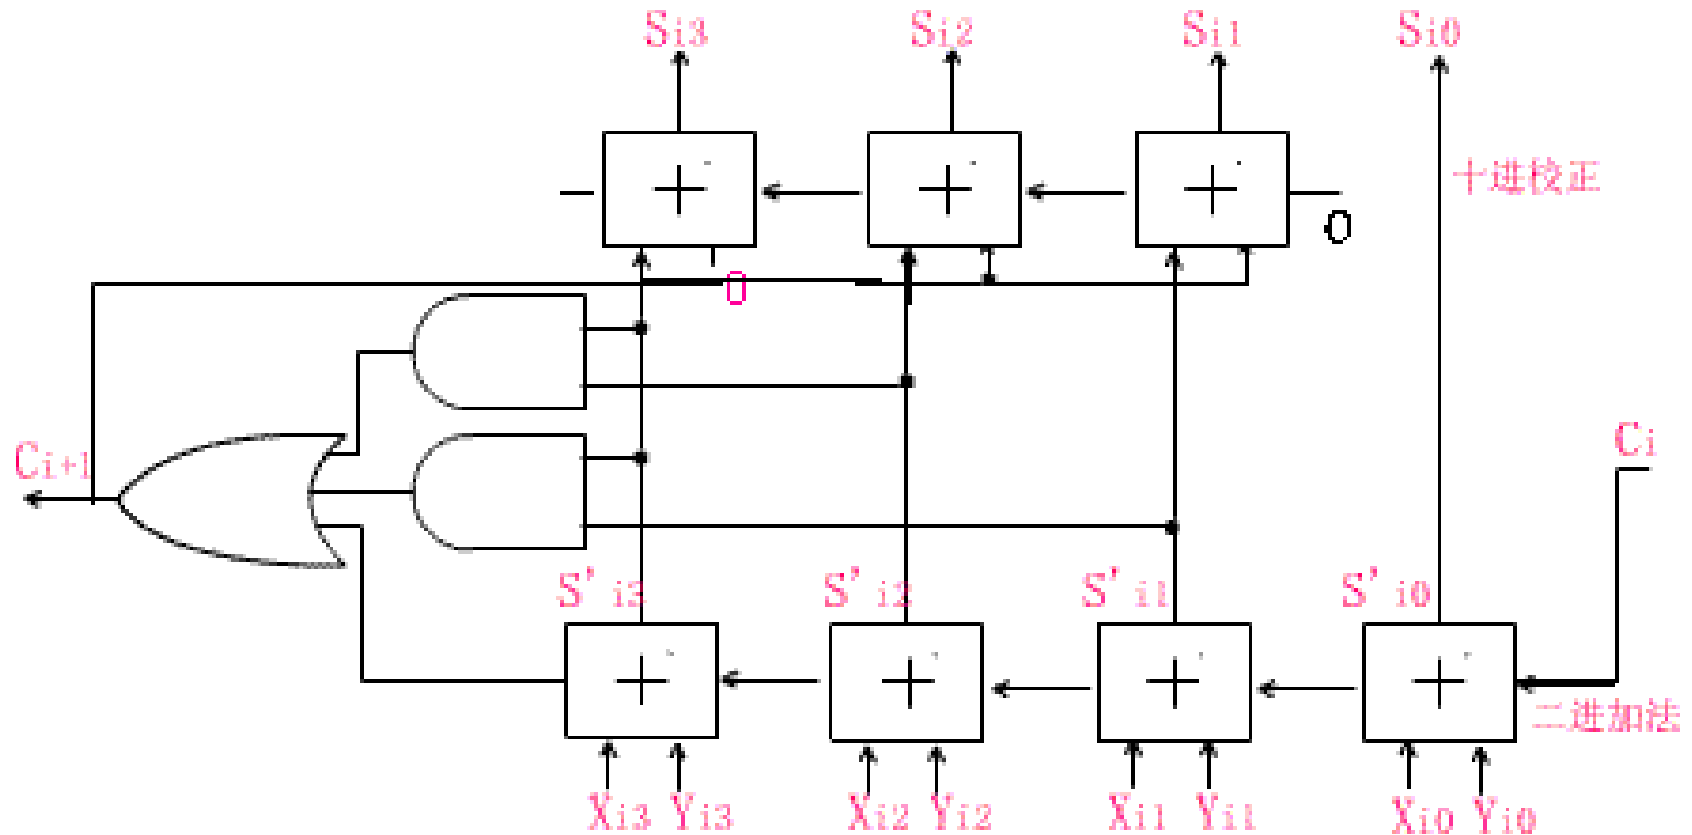 Si3 Si2 Si1 Si0
+ + + 十进校正
0
0
Ci+1 Ci
S'i3 S'i2 S'i1 S'i0
+ + + +
二进加法
Xi3 Yi3 Xi2 Yi2 Xi1 Yi1 Xi0 Yi0